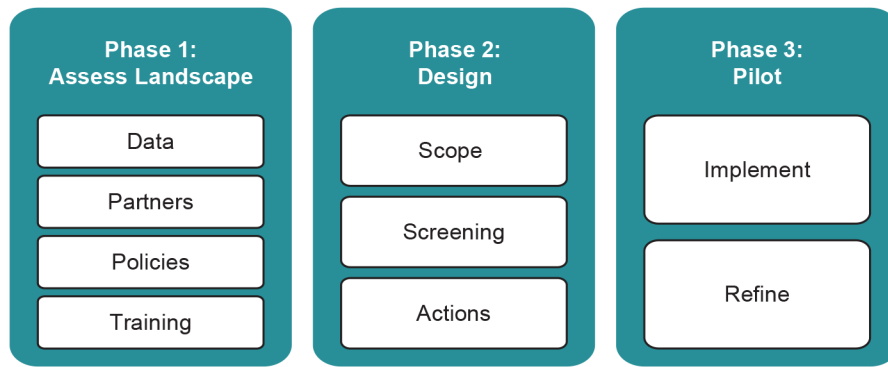 Phase 1:
Assess Landscape
Data
Partners
Policies
Training
Phase 2:
Design
Scope
Screening
Actions
Phase 3:
Pilot
Implement
Refine